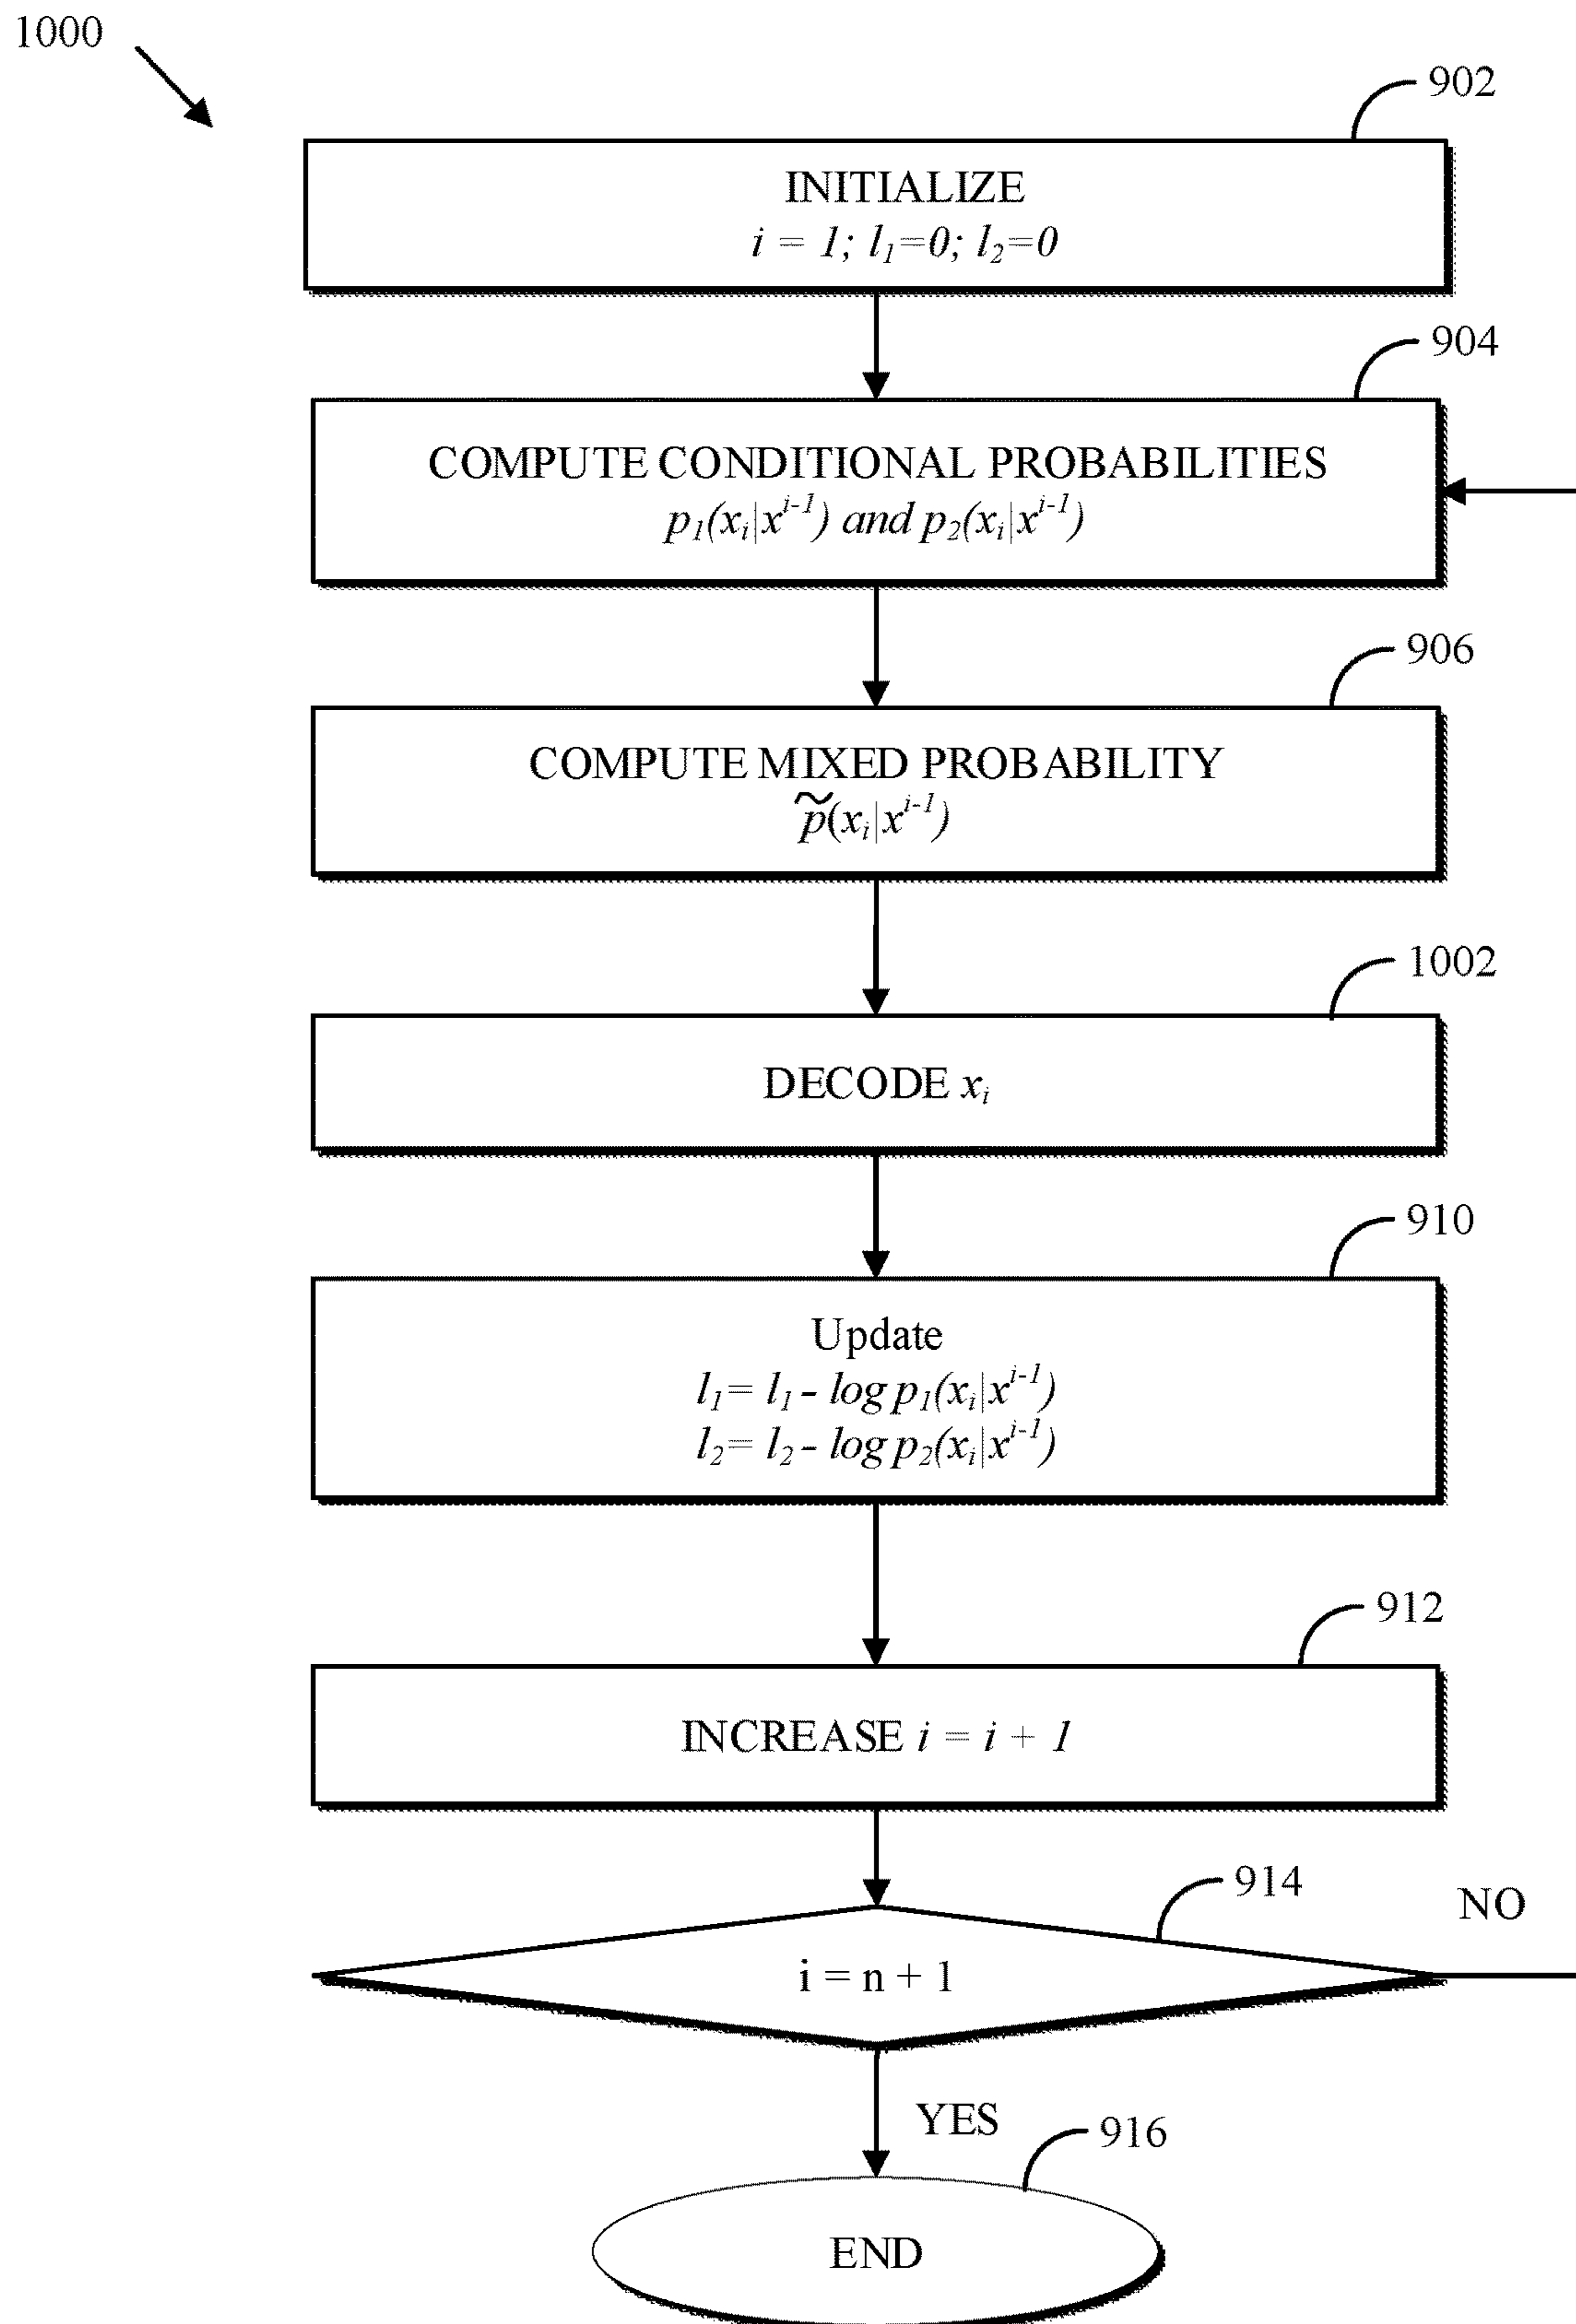 1000
902
INITIALIZE
i = 1; l₁=0; l₂=0
904
COMPUTE CONDITIONAL PROBABILITIES
p₁(xᵢ|xⁱ⁻¹) and p₂(xᵢ|xⁱ⁻¹)
906
COMPUTE MIXED PROBABILITY
p̃(xᵢ|xⁱ⁻¹)
1002
DECODE xᵢ
910
Update
l₁= l₁ - log p₁(xᵢ|xⁱ⁻¹)
l₂= l₂ - log p₂(xᵢ|xⁱ⁻¹)
912
INCREASE i = i + 1
914
NO
i = n + 1
YES
916
END